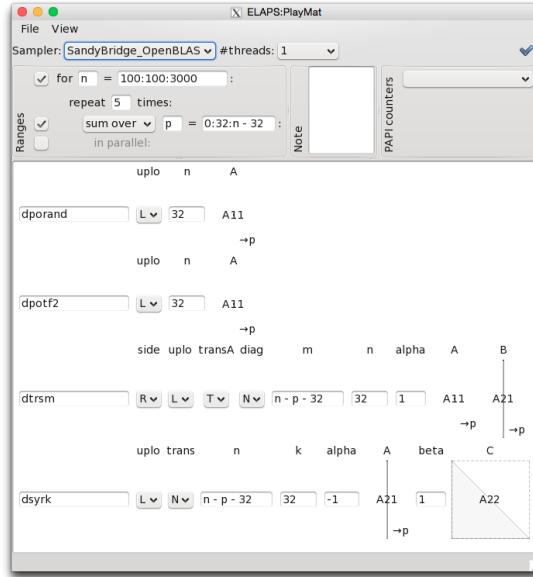 ELAPS:PlayMat
File View
Sampler: SandyBridge_OpenBLAS #threads: 1
Ranges
for n = 100:100:3000 :
repeat 5 times:
sum over p = 0:32:n - 32 :
in parallel:
Note
PAPI counters
uplo n A
dporand L 32 A11
→p
uplo n A
dpotf2 L 32 A11
→p
side uplo transA diag m n alpha A B
dtrsm R L T N n - p - 32 32 1 A11 A21
→p →p
uplo trans n k alpha A beta C
dsyrk L N n - p - 32 32 -1 A21 1 A22
→p